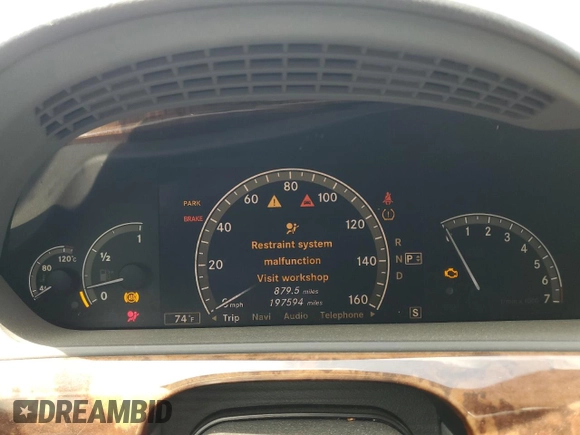 60 80 100
PARK
BRAKE
40 120
20 140
160
Restraint system
malfunction
Visit workshop
879.5 miles
197594 miles
mph
74°F
Trip Navi Audio Telephone
120°C
80
1
1/2
0
R
N P
D
S
1 2 3 4 5 6 7
DREAMBID